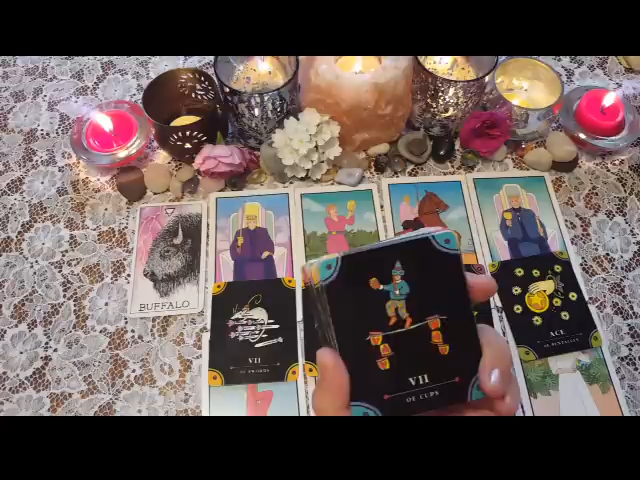 BUFFALO
VII
OF SWORDS
VII
OF CUPS
ACE
OF PENTACLES